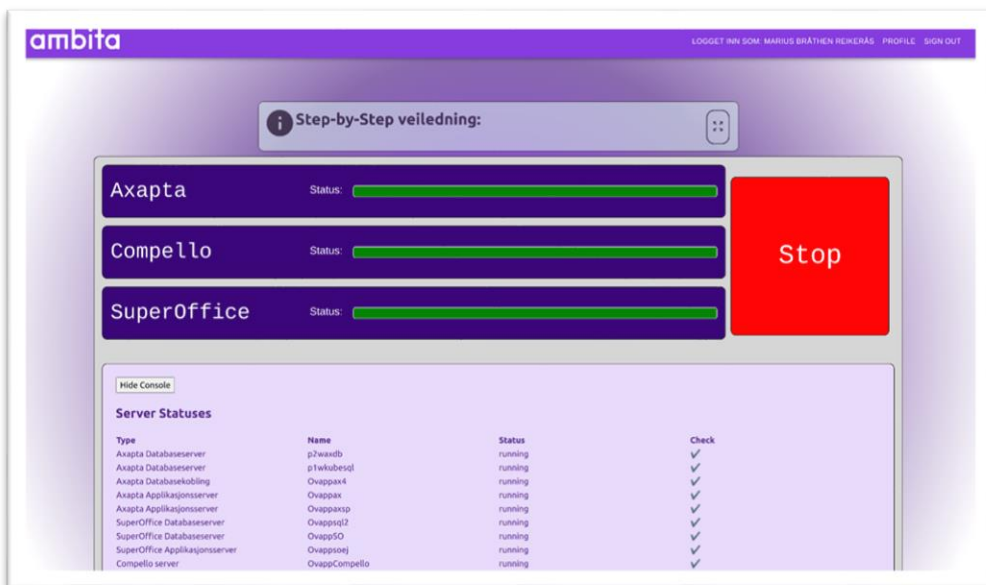 ambita
LOGGET INN SOM: MARIUS BRÅTHEN REIKERÅS PROFILE SIGN OUT
Step-by-Step veiledning:
Axapta Status:
Compello Status:
SuperOffice Status:
Stop
Hide Console
Server Statuses
Type Name Status Check
Axapta Databaseserver p2waxdb running ✓
Axapta Databaseserver p1wkubesql running ✓
Axapta Databasekobling Ovappax4 running ✓
Axapta Applikasjonsserver Ovappax running ✓
Axapta Applikasjonsserver Ovappaxsp running ✓
SuperOffice Databaseserver Ovappsql2 running ✓
SuperOffice Databaseserver OvappSO running ✓
SuperOffice Applikasjonsserver Ovappsoej running ✓
Compello server OvappCompello running ✓